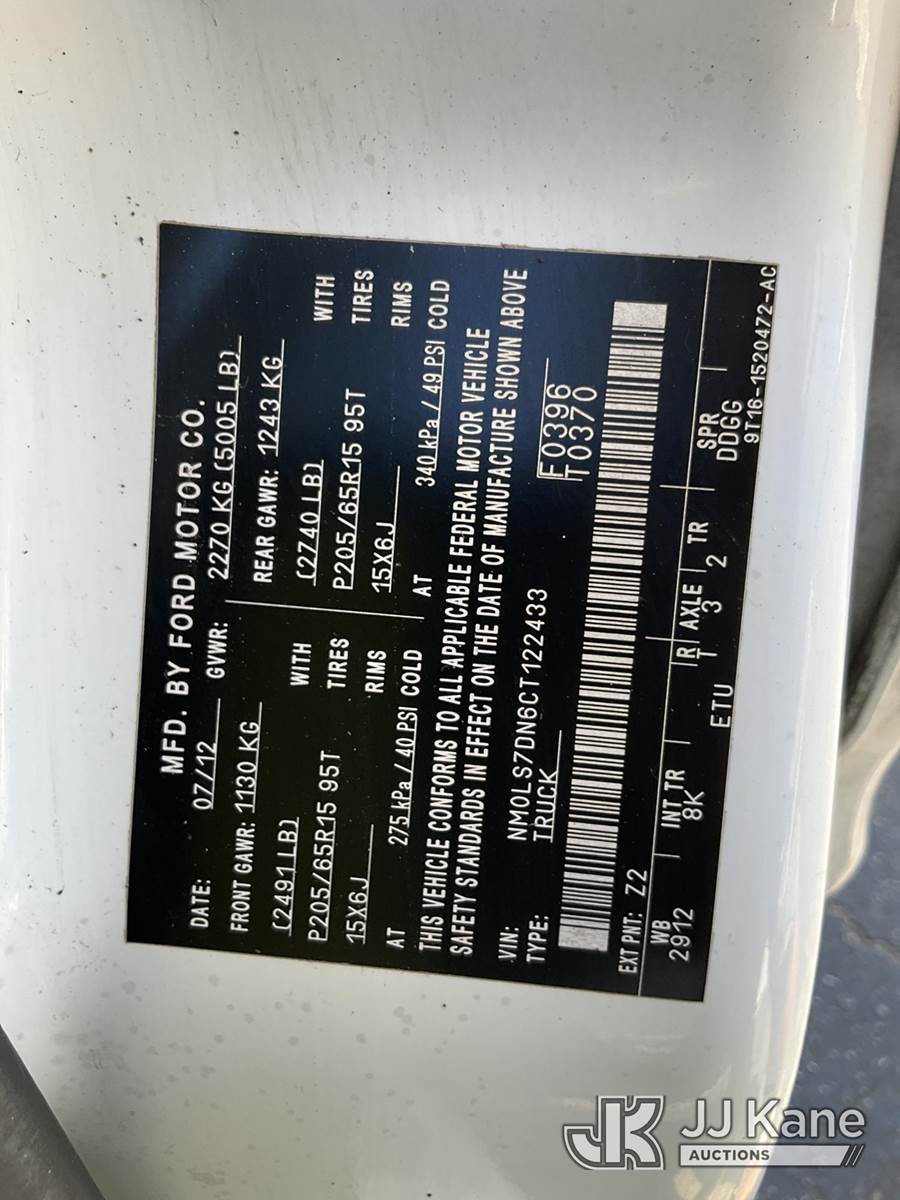 MFD. BY FORD MOTOR CO.
DATE: 07/12 GVWR: 2270 KG (5005 LB)
FRONT GAWR: 1130 KG REAR GAWR: 1243 KG
(2491LB) WITH (2740 LB) WITH
P205/65R15 95T TIRES P205/65R15 95T TIRES
15X6J RIMS 15X6J RIMS
AT 275 kPa / 40 PSI COLD AT 340 kPa / 49 PSI COLD
THIS VEHICLE CONFORMS TO ALL APPLICABLE FEDERAL MOTOR VEHICLE
SAFETY STANDARDS IN EFFECT ON THE DATE OF MANUFACTURE SHOWN ABOVE
VIN: NM0LS7DN6CT122433 F0396
TYPE: TRUCK T0370
EXT PNT: Z2
WB INT TR R AXLE TR SPR
2912 8K ETU T 3 2 DDGG
9T16-1520472-AC
JK JJ Kane
AUCTIONS